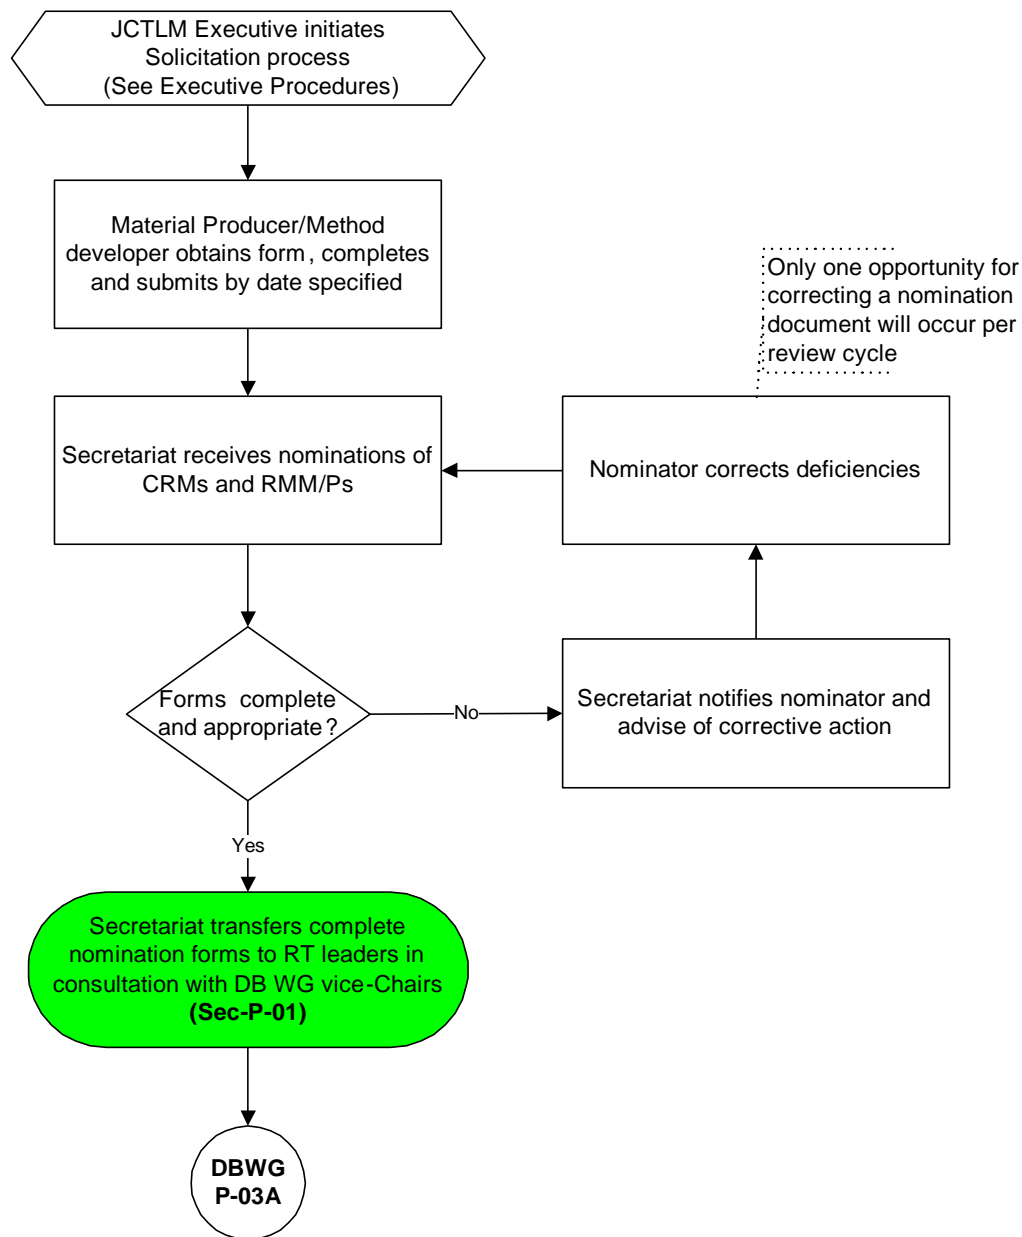 JCTLM Executive initiates
Solicitation process
(See Executive Procedures)
Material Producer/Method
developer obtains form, completes
and submits by date specified
Only one opportunity for
correcting a nomination
document will occur per
review cycle
Secretariat receives nominations of
CRMs and RMM/Ps
Nominator corrects deficiencies
Forms complete
and appropriate?
No
Secretariat notifies nominator and
advise of corrective action
Yes
Secretariat transfers complete
nomination forms to RT leaders in
consultation with DB WG vice-Chairs
(Sec-P-01)
DBWG
P-03A